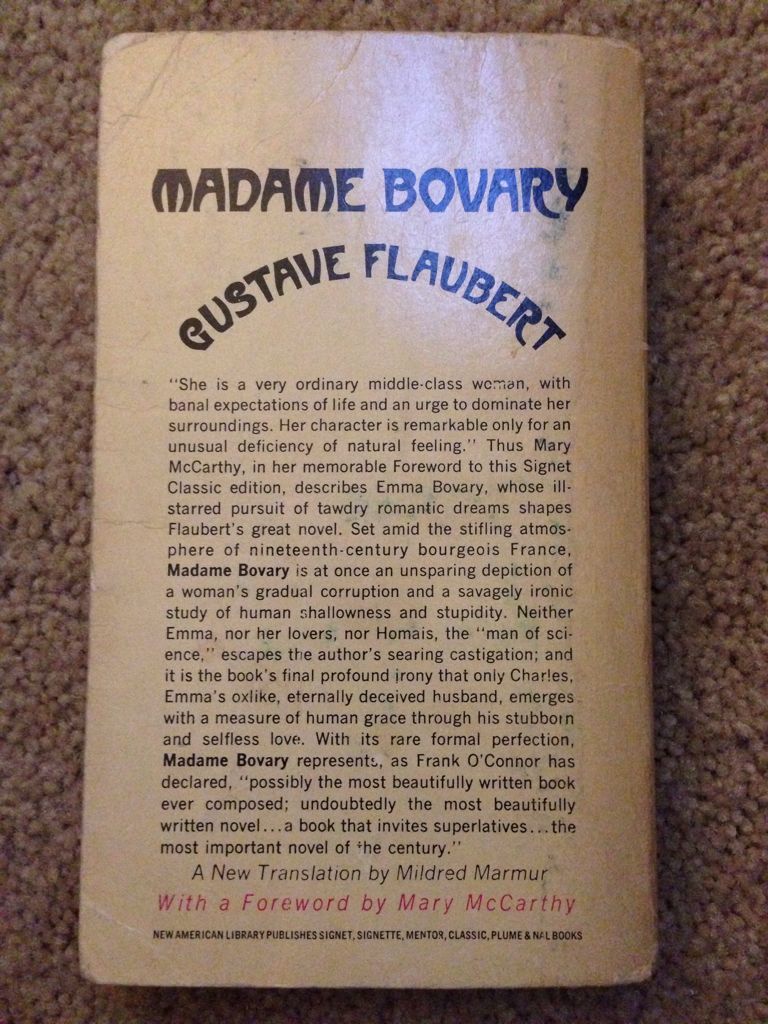 MADAME BOVARY
GUSTAVE FLAUBERT
"She is a very ordinary middle-class woman, with
banal expectations of life and an urge to dominate her
surroundings. Her character is remarkable only for an
unusual deficiency of natural feeling." Thus Mary
McCarthy, in her memorable Foreword to this Signet
Classic edition, describes Emma Bovary, whose ill-
starred pursuit of tawdry romantic dreams shapes
Flaubert's great novel. Set amid the stifling atmos-
phere of nineteenth-century bourgeois France,
Madame Bovary is at once an unsparing depiction of
a woman's gradual corruption and a savagely ironic
study of human shallowness and stupidity. Neither
Emma, nor her lovers, nor Homais, the "man of sci-
ence," escapes the author's searing castigation; and
it is the book's final profound irony that only Charles,
Emma's oxlike, eternally deceived husband, emerges
with a measure of human grace through his stubborn
and selfless love. With its rare formal perfection,
Madame Bovary represents, as Frank O'Connor has
declared, "possibly the most beautifully written book
ever composed; undoubtedly the most beautifully
written novel...a book that invites superlatives...the
most important novel of the century."
A New Translation by Mildred Marmur
With a Foreword by Mary McCarthy
NEW AMERICAN LIBRARY PUBLISHES SIGNET, SIGNETTE, MENTOR, CLASSIC, PLUME & NAL BOOKS